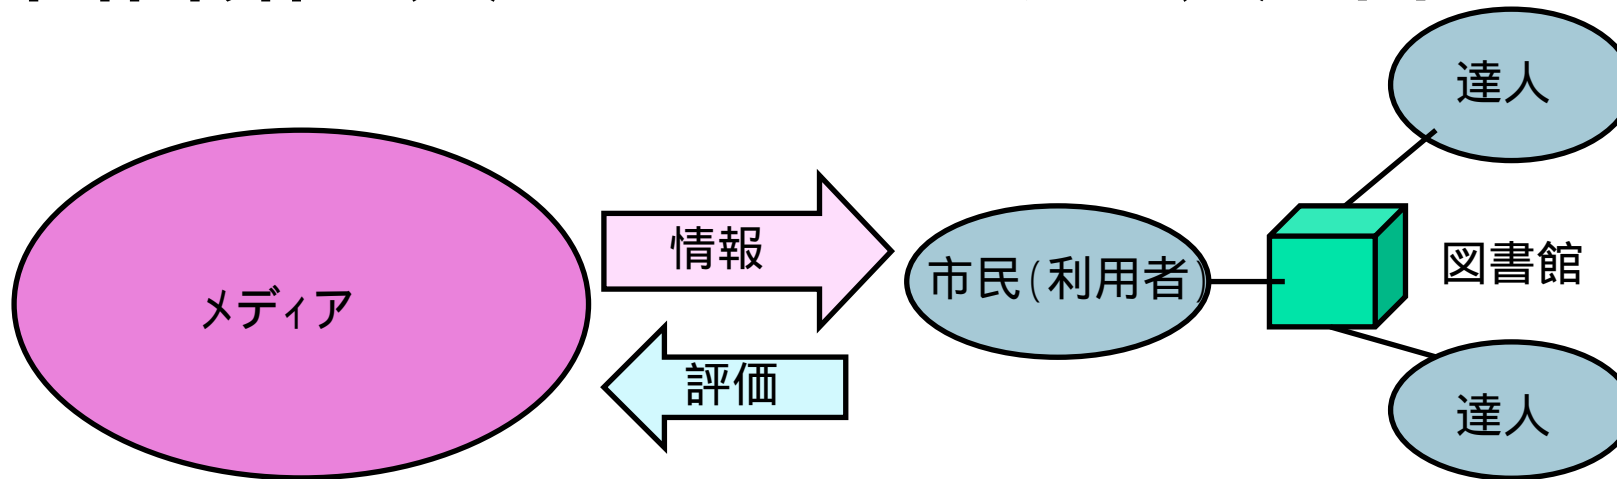 達人
情報
図書館
市民(利用者)
メディア
評価
達人